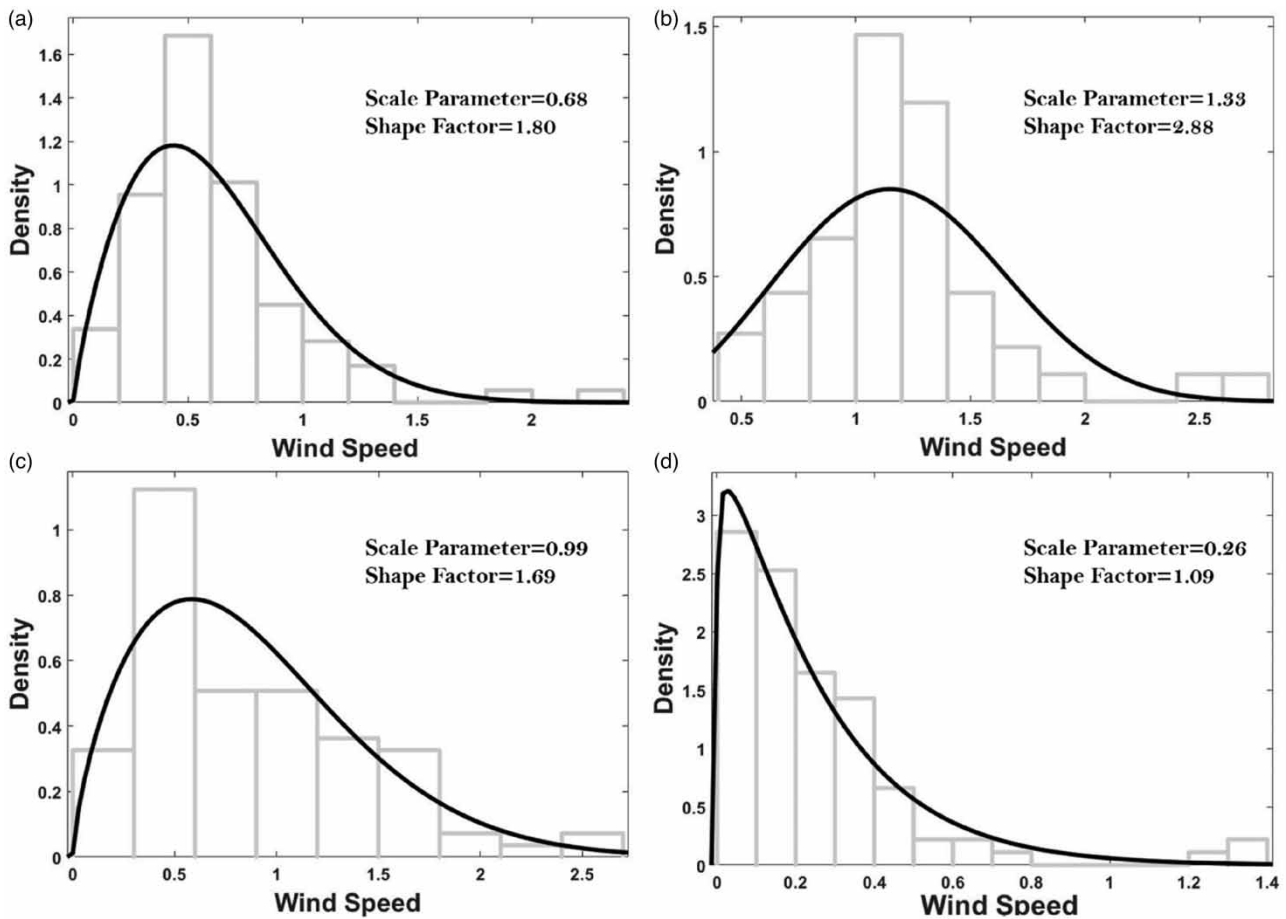 (a)
Scale Parameter=0.68
Shape Factor=1.80
Density
1.6
1.4
1.2
1
0.8
0.6
0.4
0.2
0
0 0.5 1 1.5 2
Wind Speed
(b)
Scale Parameter=1.33
Shape Factor=2.88
Density
1.5
1
0.5
0
0.5 1 1.5 2 2.5
Wind Speed
(c)
Scale Parameter=0.99
Shape Factor=1.69
Density
1
0.8
0.6
0.4
0.2
0
0 0.5 1 1.5 2 2.5
Wind Speed
(d)
Scale Parameter=0.26
Shape Factor=1.09
Density
3
2.5
2
1.5
1
0.5
0
0 0.2 0.4 0.6 0.8 1 1.2 1.4
Wind Speed